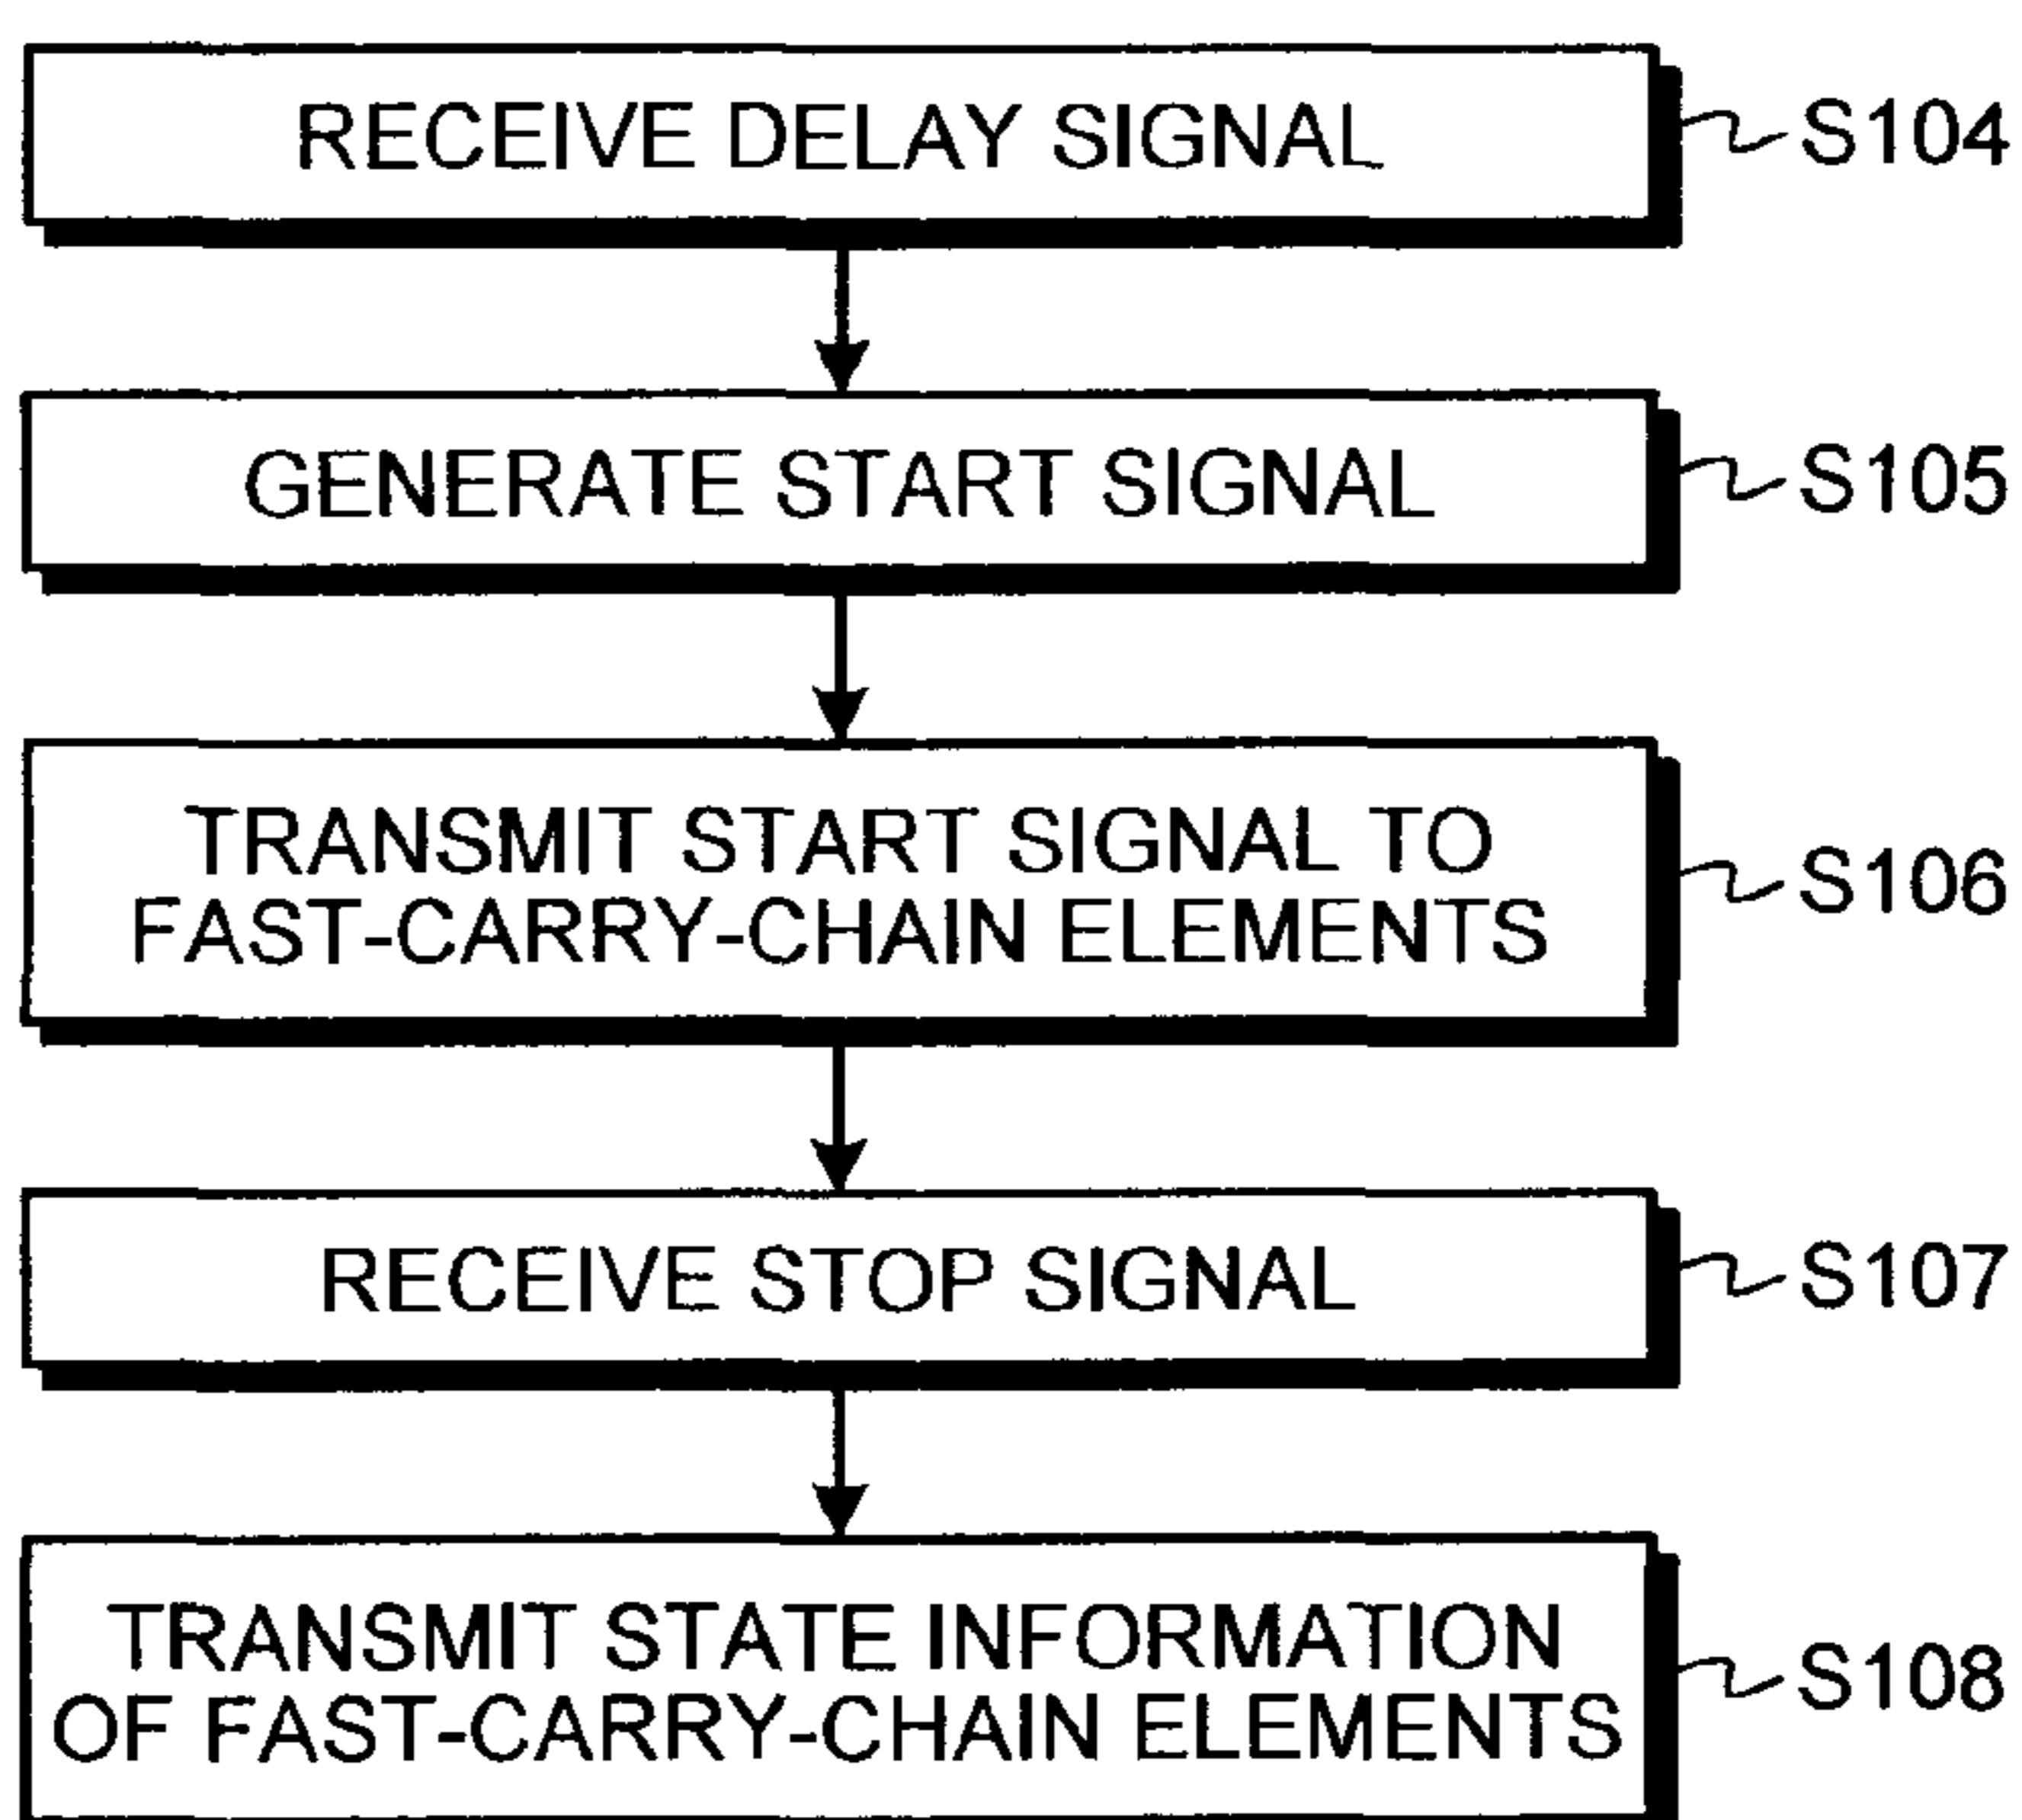 RECEIVE DELAY SIGNAL
S104
GENERATE START SIGNAL
S105
TRANSMIT START SIGNAL TO
FAST-CARRY-CHAIN ELEMENTS
S106
RECEIVE STOP SIGNAL
S107
TRANSMIT STATE INFORMATION
OF FAST-CARRY-CHAIN ELEMENTS
S108